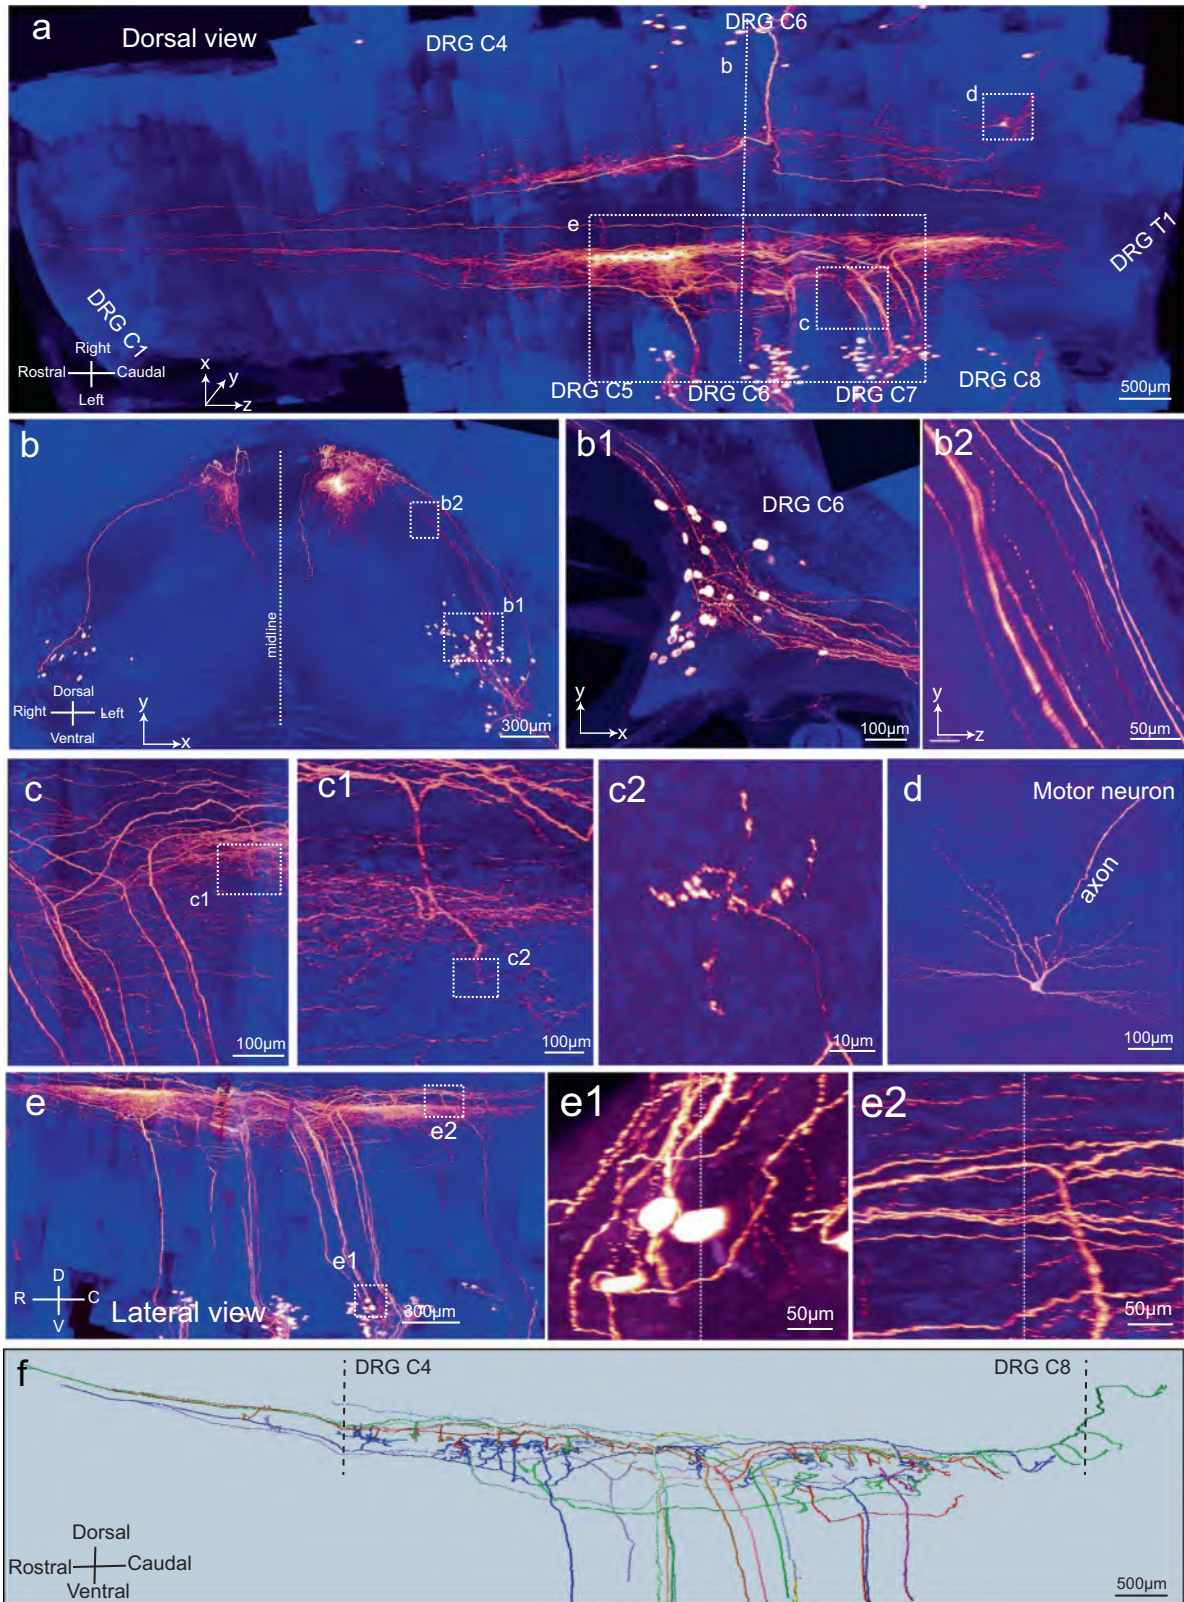 a
Dorsal view
DRG C4
DRG C6
b
d
e
DRG T1
DRG C1
c
Right
Rostral
Caudal
Left
x
y
z
DRG C5
DRG C6
DRG C7
DRG C8
500µm
b
b2
b1
midline
Dorsal
Right
Left
Ventral
y
x
300µm
b1
DRG C6
y
x
100µm
b2
y
z
50µm
c
c1
100µm
c1
c2
100µm
c2
10µm
d
Motor neuron
axon
100µm
e
e2
e1
D
R
C
V
Lateral view
300µm
e1
50µm
e2
50µm
f
DRG C4
DRG C8
Dorsal
Rostral
Caudal
Ventral
500µm